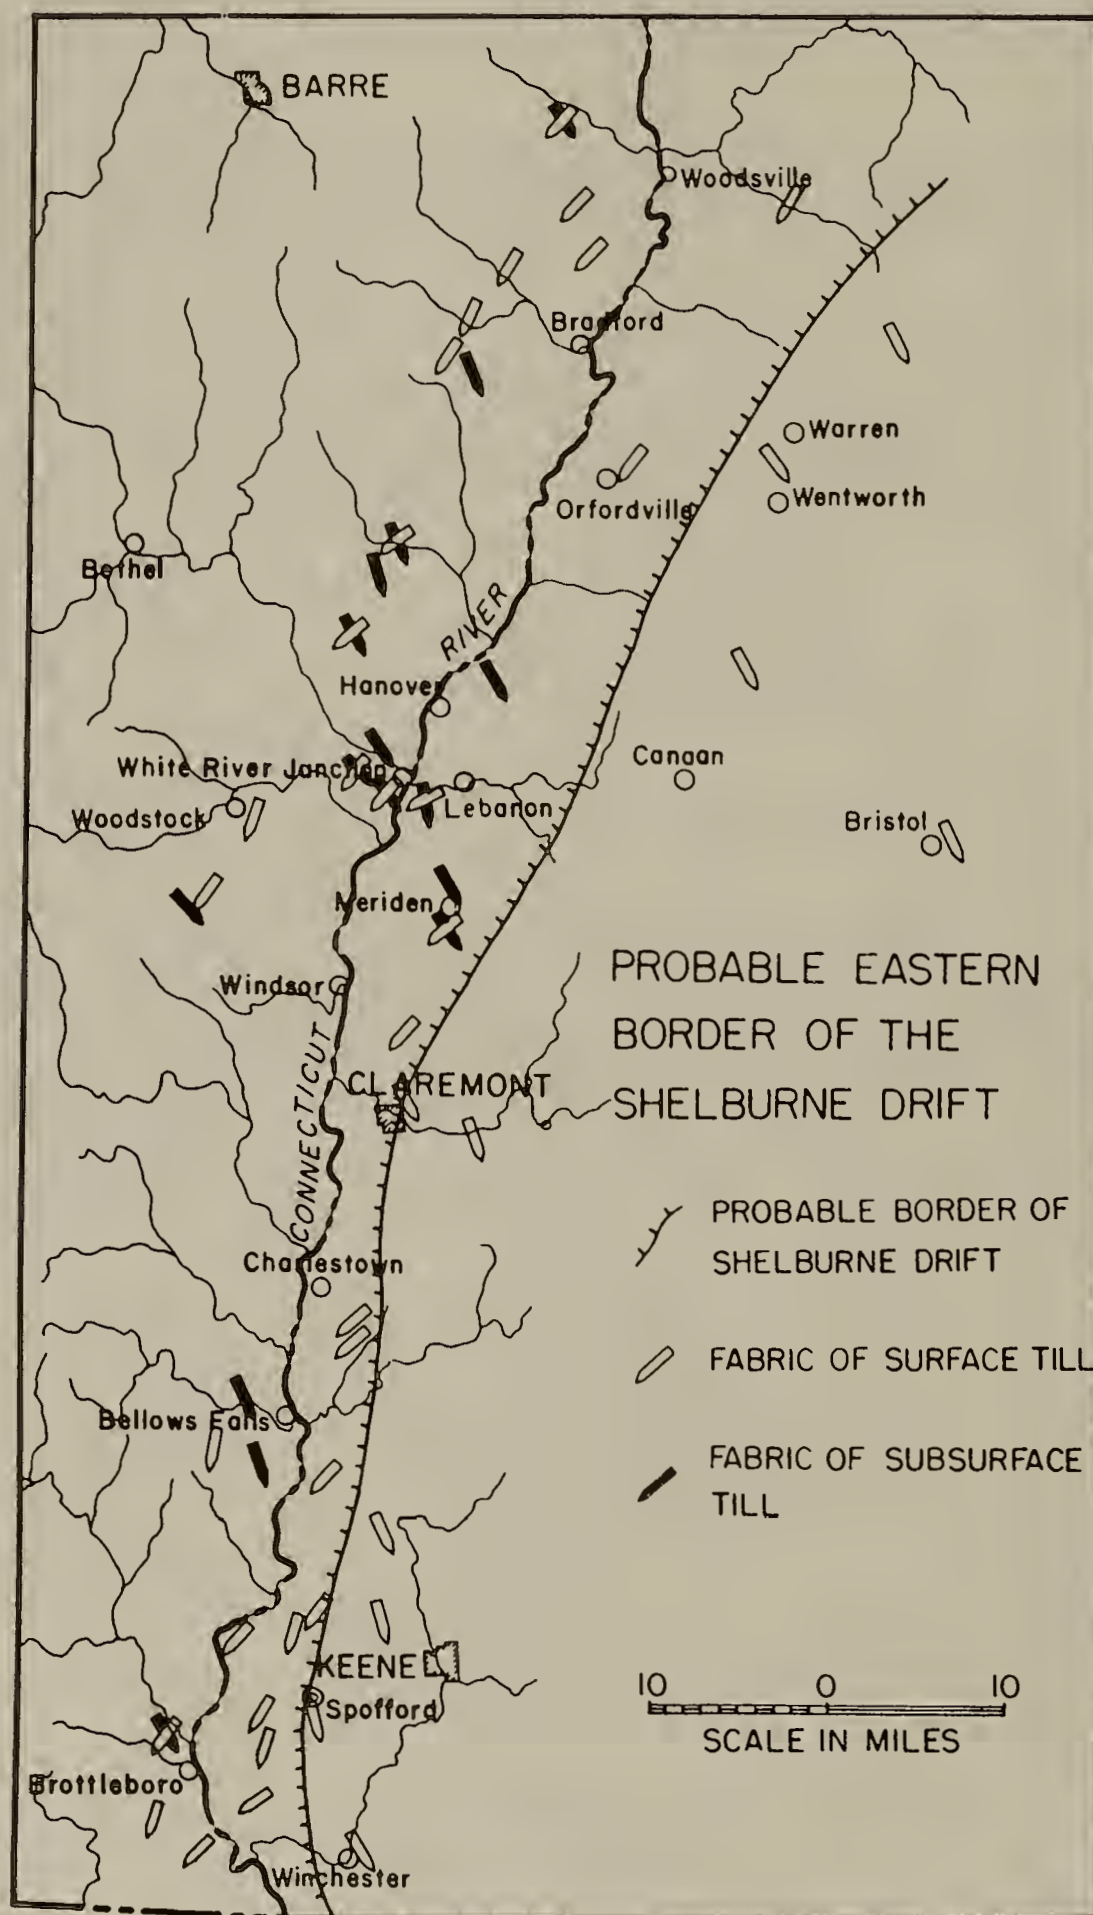 BARRE
Woodsville
Bradford
Warren
Wentworth
Orfordville
Bethel
RIVER
Hanover
Canaan
White River Junction
Lebanon
Woodstock
Bristol
Meriden
PROBABLE EASTERN
BORDER OF THE
SHELBURNE DRIFT
Windsor
CONNECTICUT
CLAREMONT
PROBABLE BORDER OF
SHELBURNE DRIFT
Charlestown
FABRIC OF SURFACE TILL
Bellows Falls
FABRIC OF SUBSURFACE
TILL
KEENE
Spofford
10 0 10
SCALE IN MILES
Brattleboro
Winchester